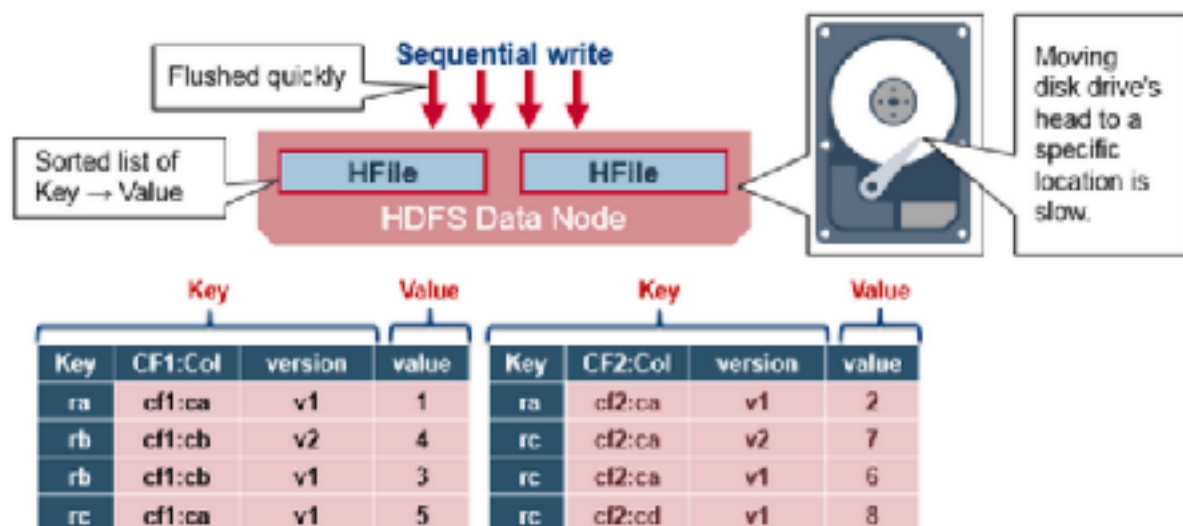 Sequential write
Flushed quickly
Sorted list of
Key → Value
HFile
HFile
HDFS Data Node
Moving
disk drive's
head to a
specific
location is
slow.
Key Value Key Value
Key CF1:Col version value Key CF2:Col version value
ra cf1:ca v1 1 ra cf2:ca v1 2
rb cf1:cb v2 4 rc cf2:ca v2 7
rb cf1:cb v1 3 rc cf2:ca v1 6
rc cf1:ca v1 5 rc cf2:cd v1 8